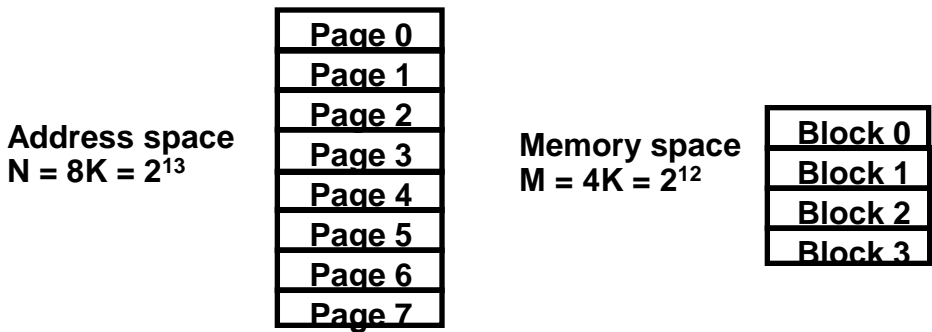 Address space
N = 8K = 2¹³
Page 0
Page 1
Page 2
Page 3
Page 4
Page 5
Page 6
Page 7
Memory space
M = 4K = 2¹²
Block 0
Block 1
Block 2
Block 3